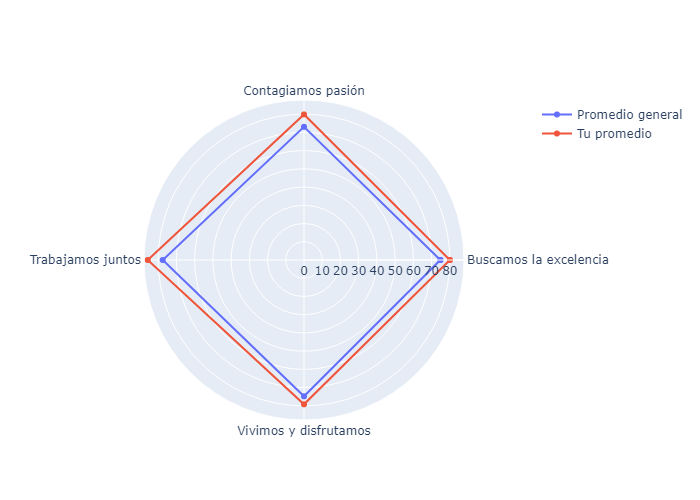 Contagiamos pasión
Promedio general
Tu promedio
Trabajamos juntos
Buscamos la excelencia
0 10 20 30 40 50 60 70 80
Vivimos y disfrutamos